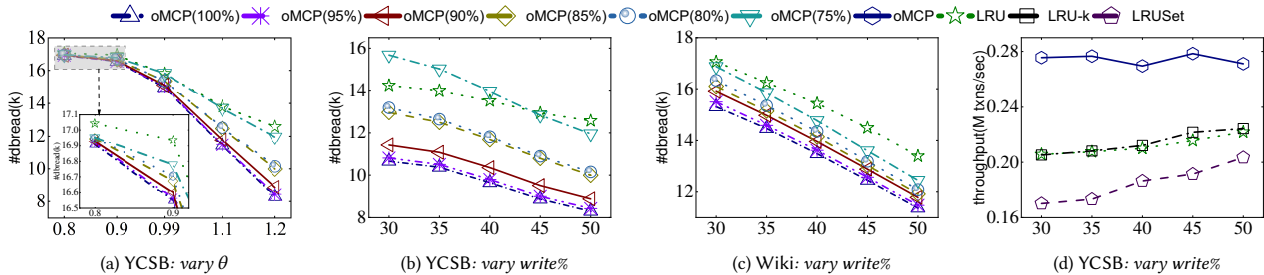 oMCP(100%) oMCP(95%) oMCP(90%) oMCP(85%) oMCP(80%) oMCP(75%) oMCP LRU LRU-k LRUSet
#dbread(k)
18
16
14
12
10
8
17.1
17.0
16.9
16.8
16.7
16.6
16.5
#dbread(k)
0.8 0.9
0.8 0.9 0.99 1.1 1.2
(a) YCSB: vary θ
#dbread(k)
18
16
14
12
10
8
30 35 40 45 50
(b) YCSB: vary write%
#dbread(k)
18
16
14
12
30 35 40 45 50
(c) Wiki: vary write%
throughput(M txns/sec)
0.28
0.24
0.20
0.16
30 35 40 45 50
(d) YCSB: vary write%